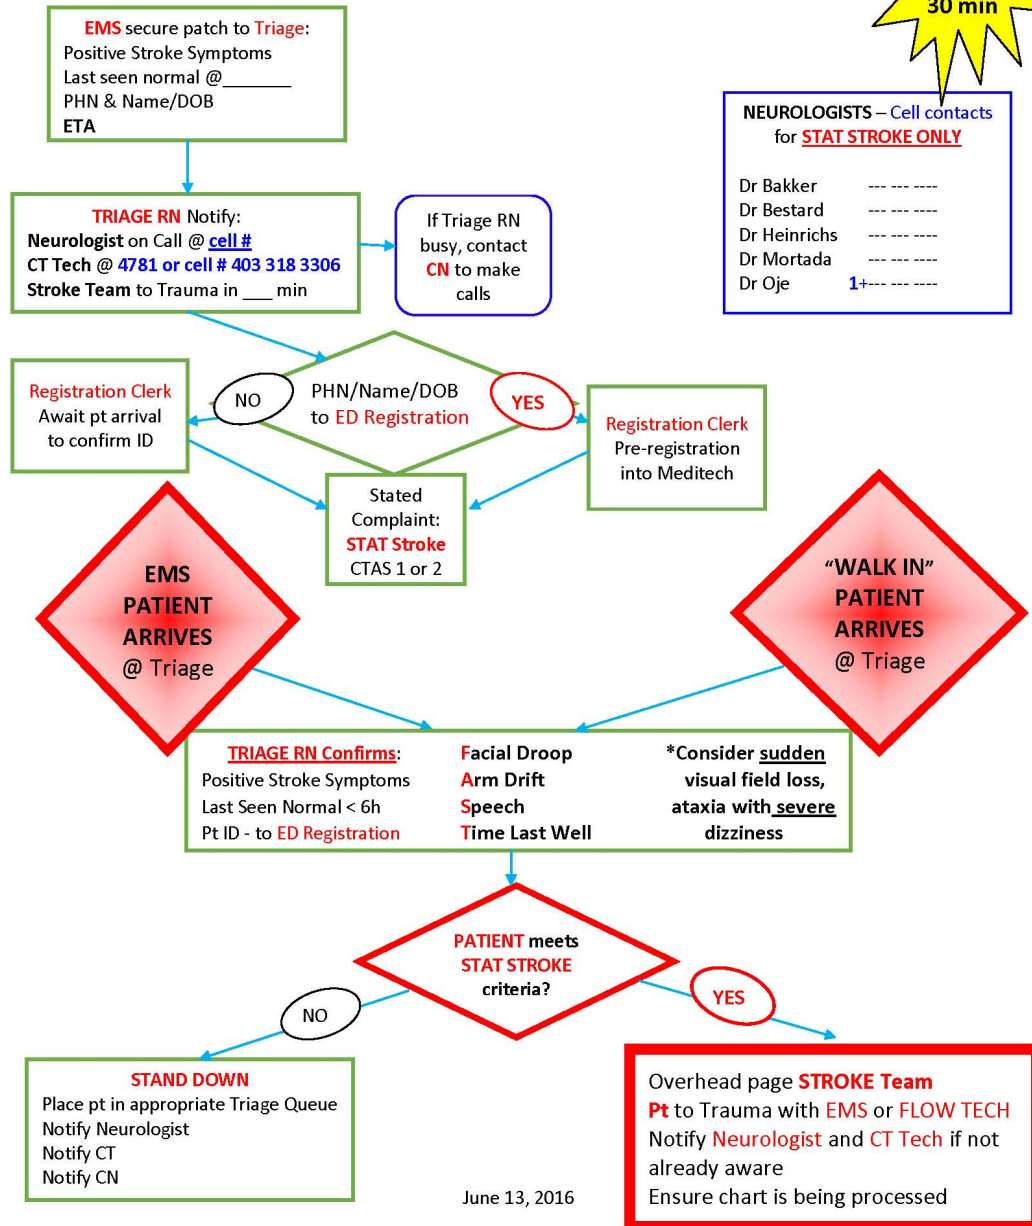 30 min
EMS secure patch to Triage:
Positive Stroke Symptoms
Last seen normal @_______
PHN & Name/DOB
ETA
NEUROLOGISTS – Cell contacts
for STAT STROKE ONLY
Dr Bakker --- --- ----
Dr Bestard --- --- ----
Dr Heinrichs --- --- ----
Dr Mortada --- --- ----
Dr Oje 1+--- --- ----
TRIAGE RN Notify:
Neurologist on Call @ cell #
CT Tech @ 4781 or cell # 403 318 3306
Stroke Team to Trauma in ___ min
If Triage RN
busy, contact
CN to make
calls
PHN/Name/DOB
to ED Registration
NO
YES
Registration Clerk
Await pt arrival
to confirm ID
Registration Clerk
Pre-registration
into Meditech
Stated
Complaint:
STAT Stroke
CTAS 1 or 2
EMS
PATIENT
ARRIVES
@ Triage
“WALK IN”
PATIENT
ARRIVES
@ Triage
TRIAGE RN Confirms:
Positive Stroke Symptoms
Last Seen Normal < 6h
Pt ID - to ED Registration
Facial Droop
Arm Drift
Speech
Time Last Well
*Consider sudden
visual field loss,
ataxia with severe
dizziness
PATIENT meets
STAT STROKE
criteria?
NO
YES
STAND DOWN
Place pt in appropriate Triage Queue
Notify Neurologist
Notify CT
Notify CN
Overhead page STROKE Team
Pt to Trauma with EMS or FLOW TECH
Notify Neurologist and CT Tech if not
already aware
Ensure chart is being processed
June 13, 2016